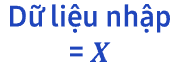 Dữ liệu nhập
= X